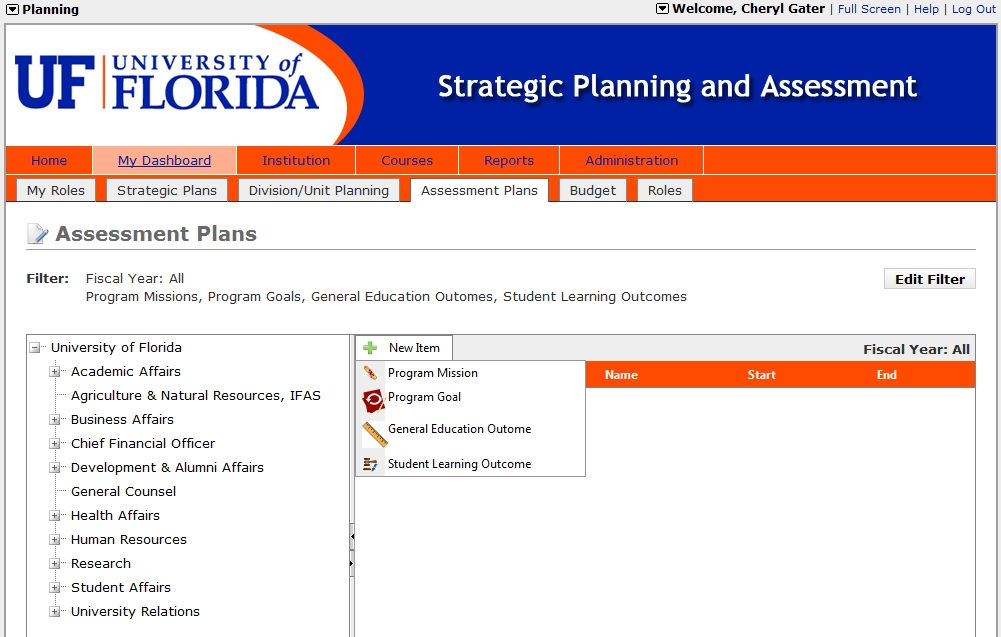 Planning
Welcome, Cheryl Gater | Full Screen | Help | Log Out
UF UNIVERSITY of FLORIDA
Strategic Planning and Assessment
Home My Dashboard Institution Courses Reports Administration
My Roles Strategic Plans Division/Unit Planning Assessment Plans Budget Roles
Assessment Plans
Filter: Fiscal Year: All
Program Missions, Program Goals, General Education Outomes, Student Learning Outcomes
Edit Filter
University of Florida
Academic Affairs
Agriculture & Natural Resources, IFAS
Business Affairs
Chief Financial Officer
Development & Alumni Affairs
General Counsel
Health Affairs
Human Resources
Research
Student Affairs
University Relations
New Item
Fiscal Year: All
Program Mission
Program Goal
General Education Outome
Student Learning Outcome
Name Start End